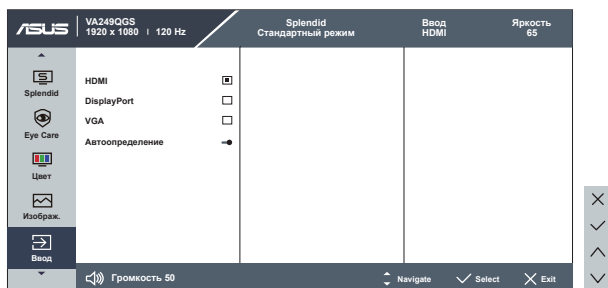 ASUS
VA249QGS
1920 x 1080 | 120 Hz
Splendid
Стандартный режим
Ввод
HDMI
Яркость
65
Splendid
Eye Care
Цвет
Изображ.
Ввод
HDMI
DisplayPort
VGA
Автоопределение
Громкость 50
Navigate
Select
Exit